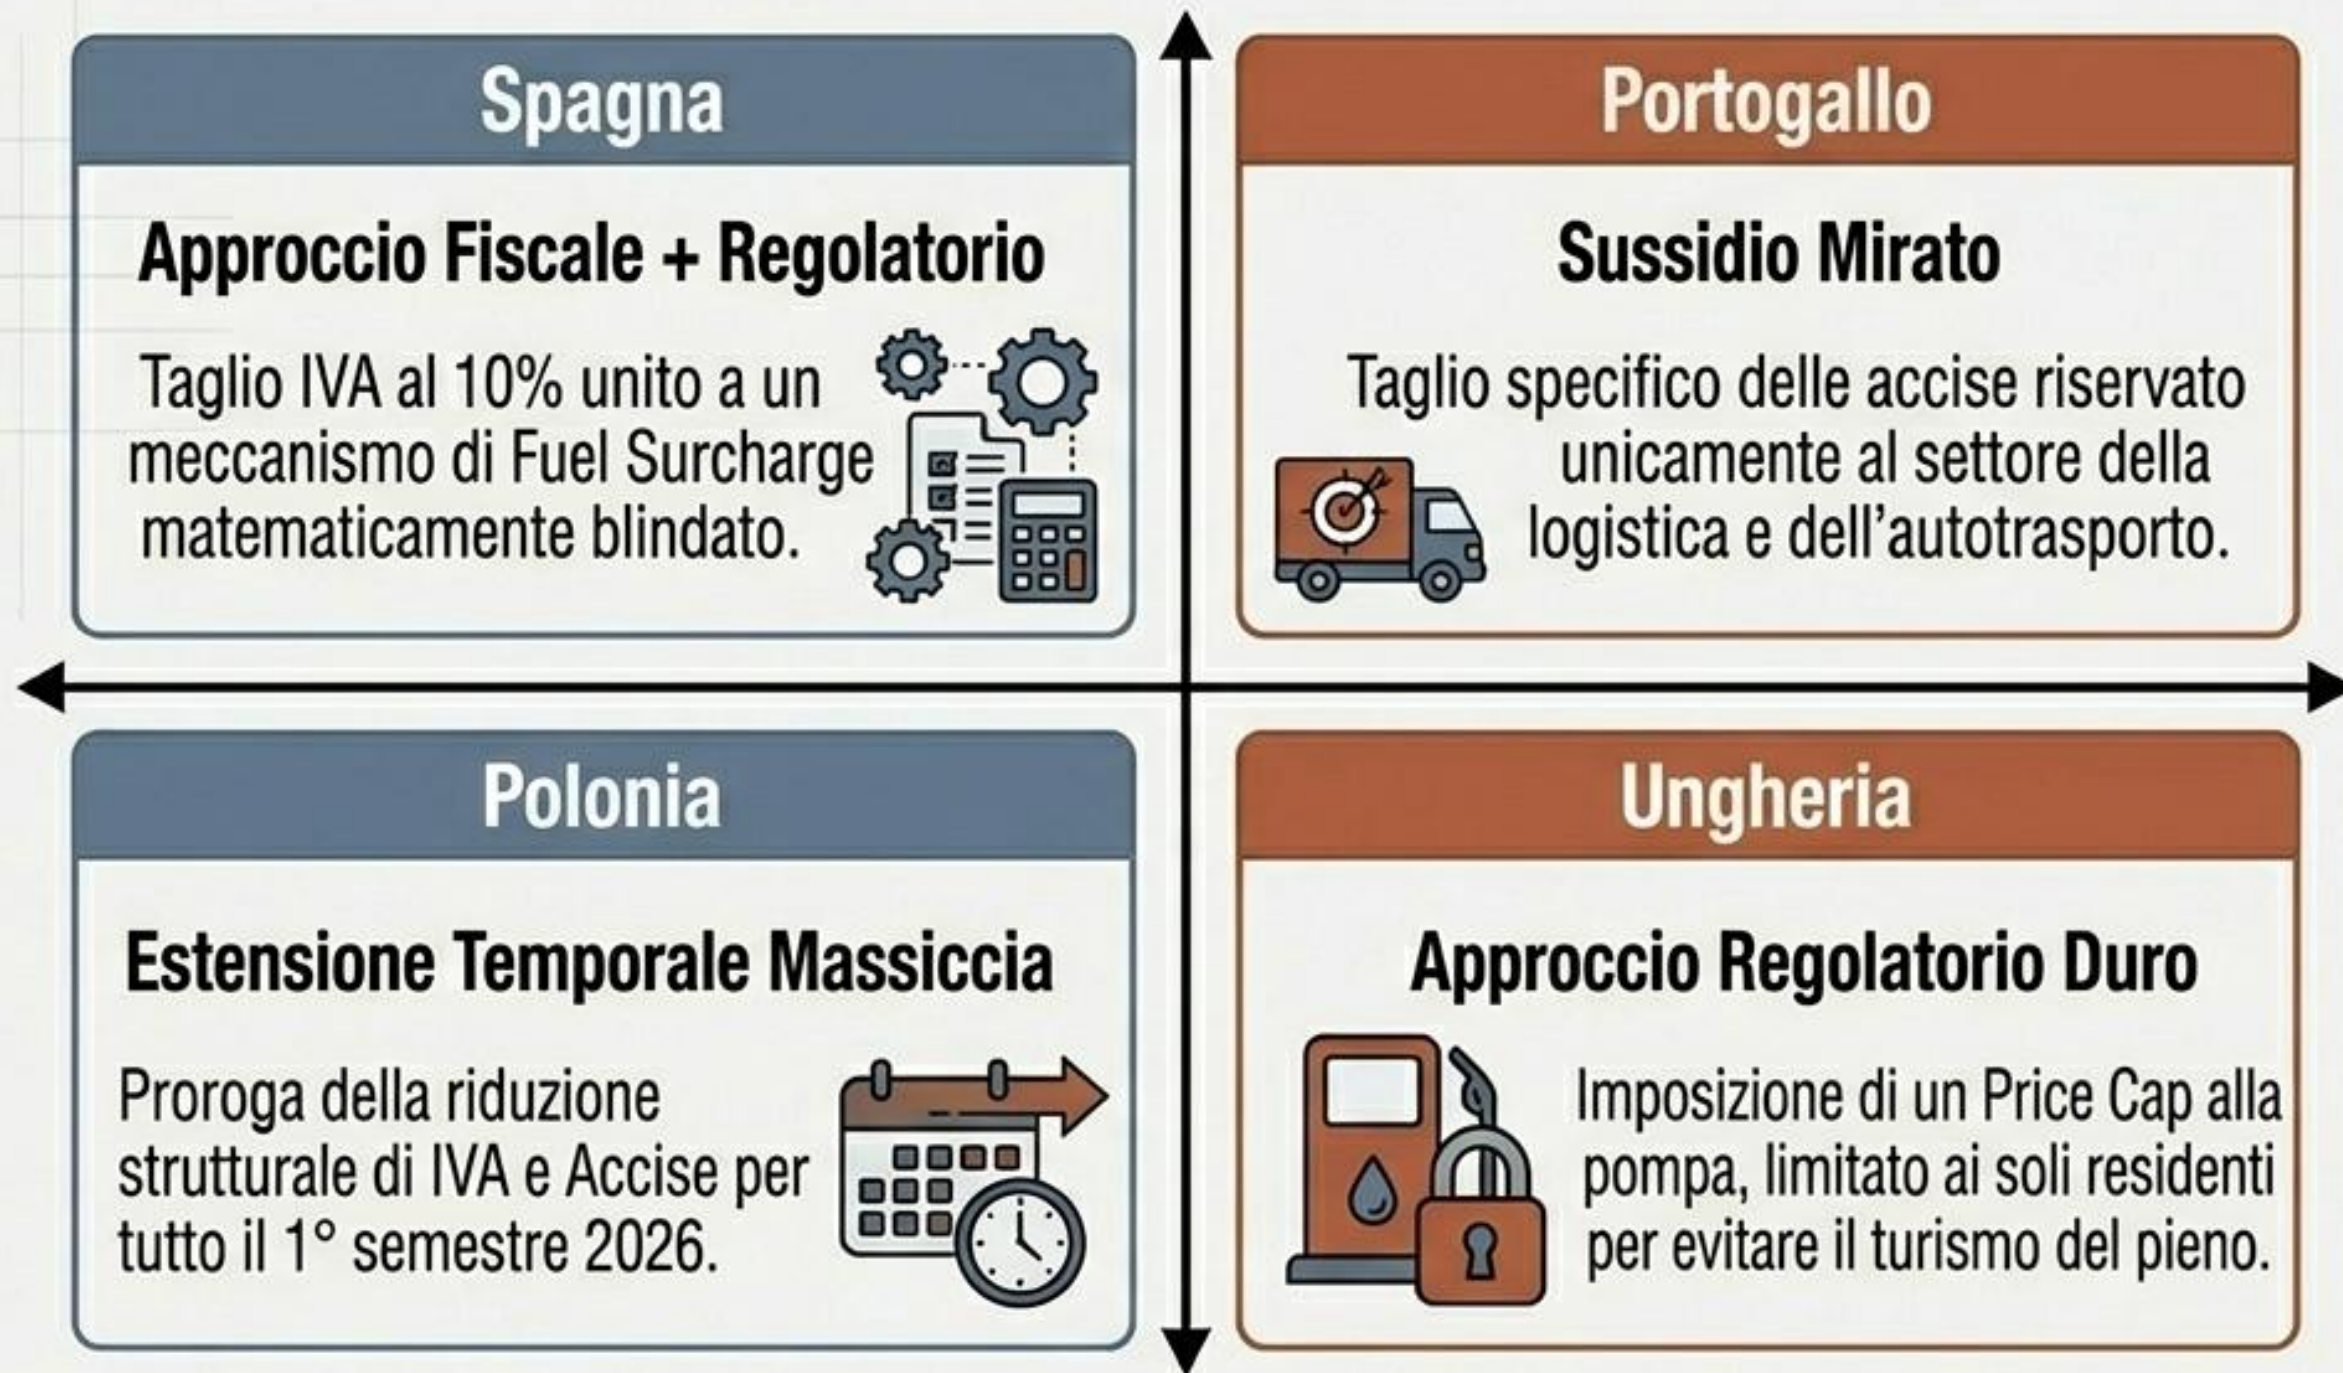 Spagna
Approccio Fiscale + Regolatorio
Taglio IVA al 10% unito a un
meccanismo di Fuel Surcharge
matematicamente blindato.
Portogallo
Sussidio Mirato
Taglio specifico delle accise riservato
unicamente al settore della
logistica e dell'autotrasporto.
Polonia
Estensione Temporale Massiccia
Proroga della riduzione
strutturale di IVA e Accise per
tutto il 1° semestre 2026.
Ungheria
Approccio Regolatorio Duro
Imposizione di un Price Cap alla
pompa, limitato ai soli residenti
per evitare il turismo del pieno.